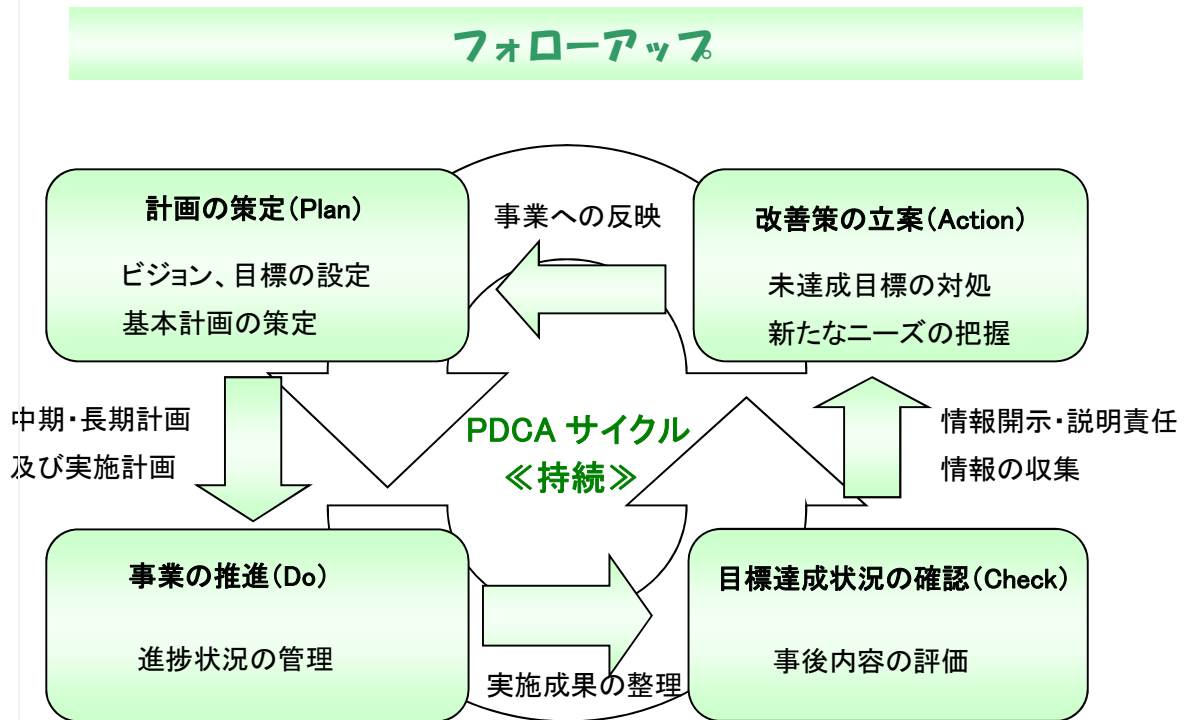 フォローアップ
計画の策定（Plan）
ビジョン、目標の設定
基本計画の策定
事業への反映
改善策の立案（Action）
未達成目標の対処
新たなニーズの把握
中期・長期計画
及び実施計画
PDCA サイクル
≪持続≫
情報開示・説明責任
情報の収集
事業の推進（Do）
進捗状況の管理
実施成果の整理
目標達成状況の確認（Check）
事後内容の評価